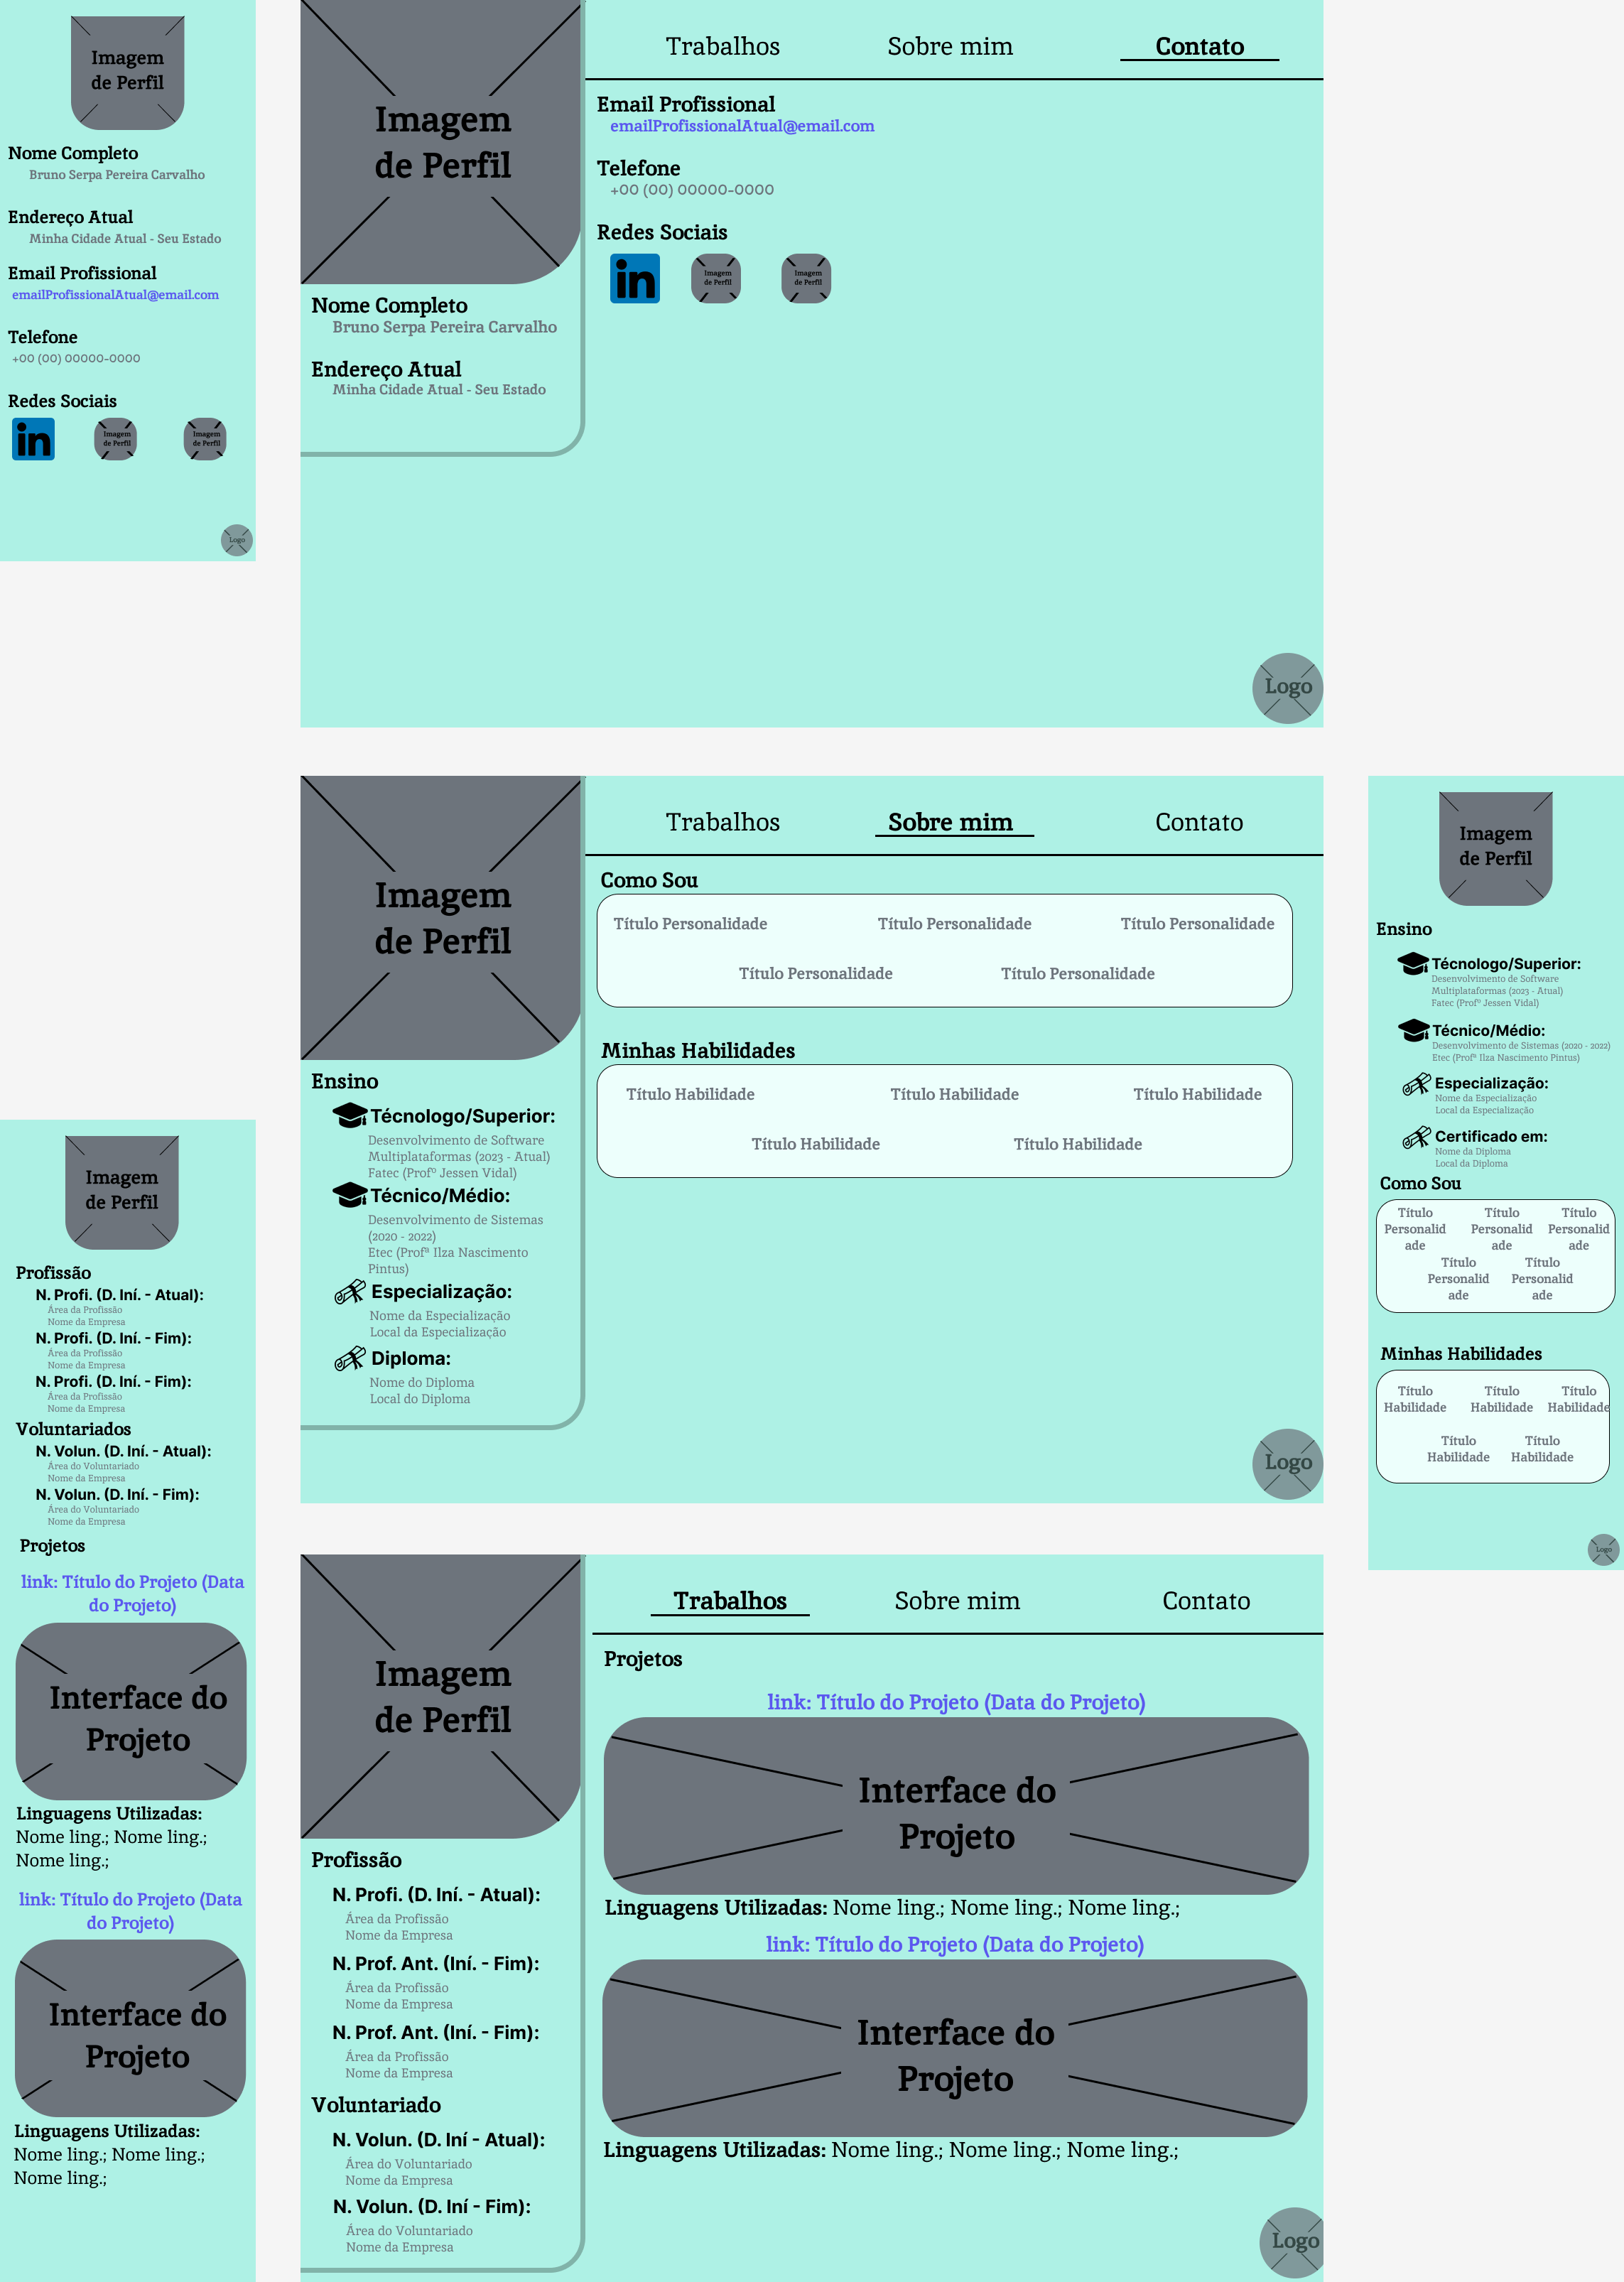 Imagem
de Perfil
Nome Completo
Bruno Serpa Pereira Carvalho
Endereço Atual
Minha Cidade Atual - Seu Estado
Email Profissional
emailProfissionalAtual@email.com
Telefone
+00 (00) 00000-0000
Redes Sociais
in
Imagem
de Perfil
Imagem
de Perfil
Logo
Imagem
de Perfil
Nome Completo
Bruno Serpa Pereira Carvalho
Endereço Atual
Minha Cidade Atual - Seu Estado
Trabalhos Sobre mim Contato
Email Profissional
emailProfissionalAtual@email.com
Telefone
+00 (00) 00000-0000
Redes Sociais
in
Imagem
de Perfil
Imagem
de Perfil
Logo
Imagem
de Perfil
Ensino
Técnologo/Superior:
Desenvolvimento de Software
Multiplataformas (2023 - Atual)
Fatec (Profº Jessen Vidal)
Técnico/Médio:
Desenvolvimento de Sistemas
(2020 - 2022)
Etec (Profª Ilza Nascimento
Pintus)
Especialização:
Nome da Especialização
Local da Especialização
Diploma:
Nome do Diploma
Local do Diploma
Trabalhos Sobre mim Contato
Como Sou
Título Personalidade Título Personalidade Título Personalidade
Título Personalidade Título Personalidade
Minhas Habilidades
Título Habilidade Título Habilidade Título Habilidade
Título Habilidade Título Habilidade
Logo
Imagem
de Perfil
Ensino
Técnologo/Superior:
Desenvolvimento de Software
Multiplataformas (2023 - Atual)
Fatec (Profº Jessen Vidal)
Técnico/Médio:
Desenvolvimento de Sistemas (2020 - 2022)
Etec (Profª Ilza Nascimento Pintus)
Especialização:
Nome da Especialização
Local da Especialização
Certificado em:
Nome da Diploma
Local da Diploma
Como Sou
Título Título Título
Personalid Personalid Personalid
ade ade ade
Título Título
Personalid Personalid
ade ade
Minhas Habilidades
Título Título Título
Habilidade Habilidade Habilidade
Título Título
Habilidade Habilidade
Logo
Imagem
de Perfil
Profissão
N. Profi. (D. Iní. - Atual):
Área da Profissão
Nome da Empresa
N. Profi. (D. Iní. - Fim):
Área da Profissão
Nome da Empresa
N. Profi. (D. Iní. - Fim):
Área da Profissão
Nome da Empresa
Voluntariados
N. Volun. (D. Iní. - Atual):
Área do Voluntariado
Nome da Empresa
N. Volun. (D. Iní. - Fim):
Área do Voluntariado
Nome da Empresa
Projetos
link: Título do Projeto (Data
do Projeto)
Interface do
Projeto
Linguagens Utilizadas:
Nome ling.; Nome ling.;
Nome ling.;
link: Título do Projeto (Data
do Projeto)
Interface do
Projeto
Linguagens Utilizadas:
Nome ling.; Nome ling.;
Nome ling.;
Imagem
de Perfil
Profissão
N. Profi. (D. Iní. - Atual):
Área da Profissão
Nome da Empresa
N. Prof. Ant. (Iní. - Fim):
Área da Profissão
Nome da Empresa
N. Prof. Ant. (Iní. - Fim):
Área da Profissão
Nome da Empresa
Voluntariado
N. Volun. (D. Iní - Atual):
Área do Voluntariado
Nome da Empresa
N. Volun. (D. Iní - Fim):
Área do Voluntariado
Nome da Empresa
Trabalhos Sobre mim Contato
Projetos
link: Título do Projeto (Data do Projeto)
Interface do
Projeto
Linguagens Utilizadas: Nome ling.; Nome ling.; Nome ling.;
link: Título do Projeto (Data do Projeto)
Interface do
Projeto
Linguagens Utilizadas: Nome ling.; Nome ling.; Nome ling.;
Logo